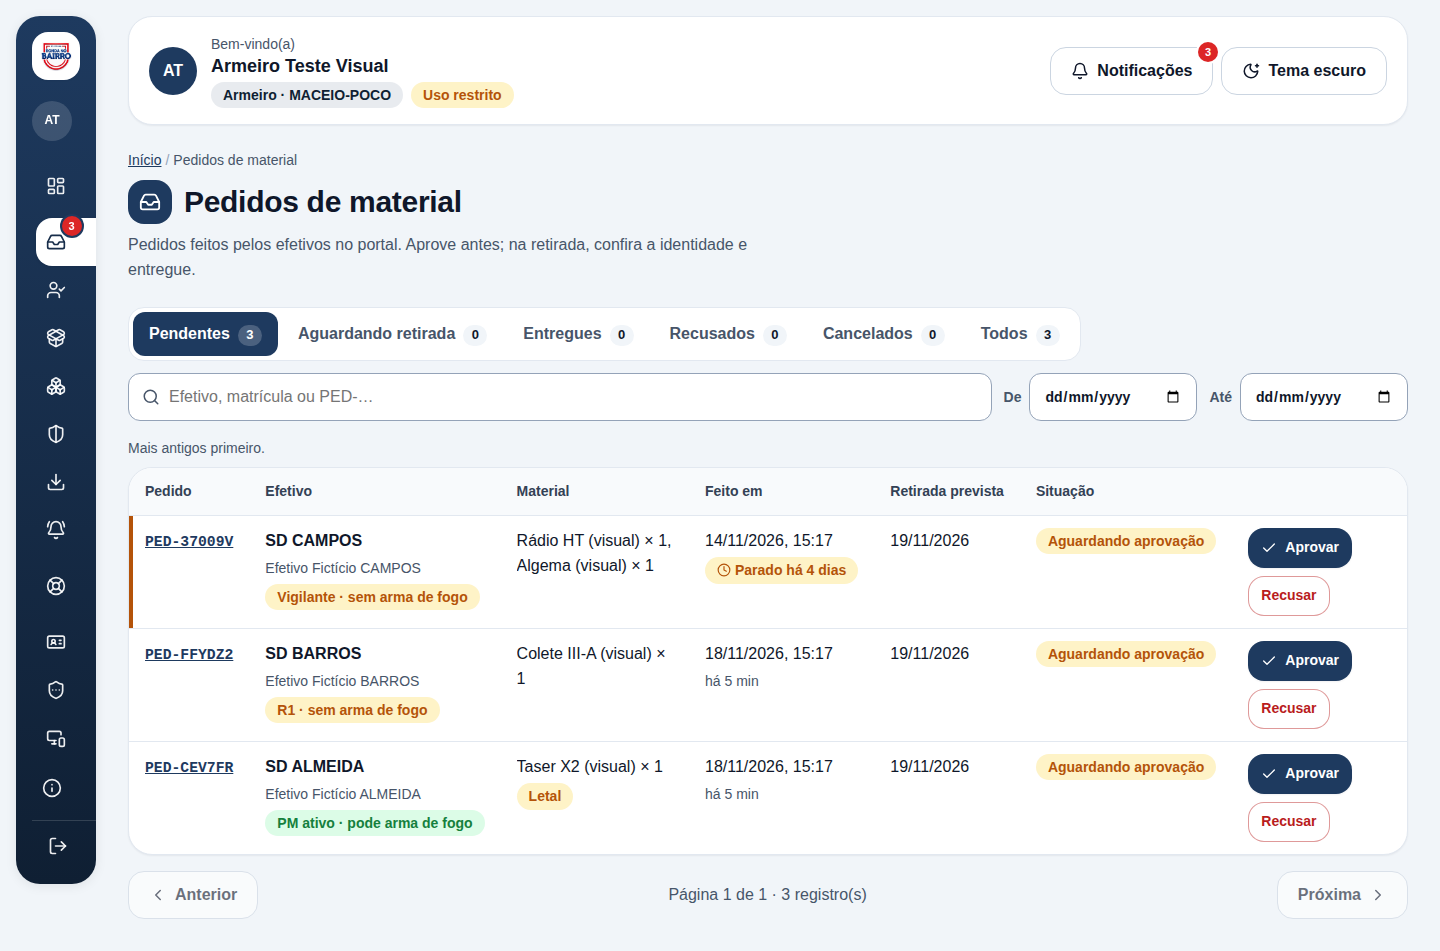 BAIRRO
AT
3
AT
Bem-vindo(a)
Armeiro Teste Visual
Armeiro · MACEIO-POCO
Uso restrito
Notificações
3
Tema escuro
Início / Pedidos de material
Pedidos de material
Pedidos feitos pelos efetivos no portal. Aprove antes; na retirada, confira a identidade e
entregue.
Pendentes 3
Aguardando retirada 0
Entregues 0
Recusados 0
Cancelados 0
Todos 3
Efetivo, matrícula ou PED-…
De
dd/mm/yyyy
Até
dd/mm/yyyy
Mais antigos primeiro.
Pedido Efetivo Material Feito em Retirada prevista Situação
PED-37009V
SD CAMPOS
Efetivo Fictício CAMPOS
Vigilante · sem arma de fogo
Rádio HT (visual) × 1,
Algema (visual) × 1
14/11/2026, 15:17
Parado há 4 dias
19/11/2026
Aguardando aprovação
Aprovar
Recusar
PED-FFYDZ2
SD BARROS
Efetivo Fictício BARROS
R1 · sem arma de fogo
Colete III-A (visual) ×
1
18/11/2026, 15:17
há 5 min
19/11/2026
Aguardando aprovação
Aprovar
Recusar
PED-CEV7FR
SD ALMEIDA
Efetivo Fictício ALMEIDA
PM ativo · pode arma de fogo
Taser X2 (visual) × 1
Letal
18/11/2026, 15:17
há 5 min
19/11/2026
Aguardando aprovação
Aprovar
Recusar
Anterior
Página 1 de 1 · 3 registro(s)
Próxima